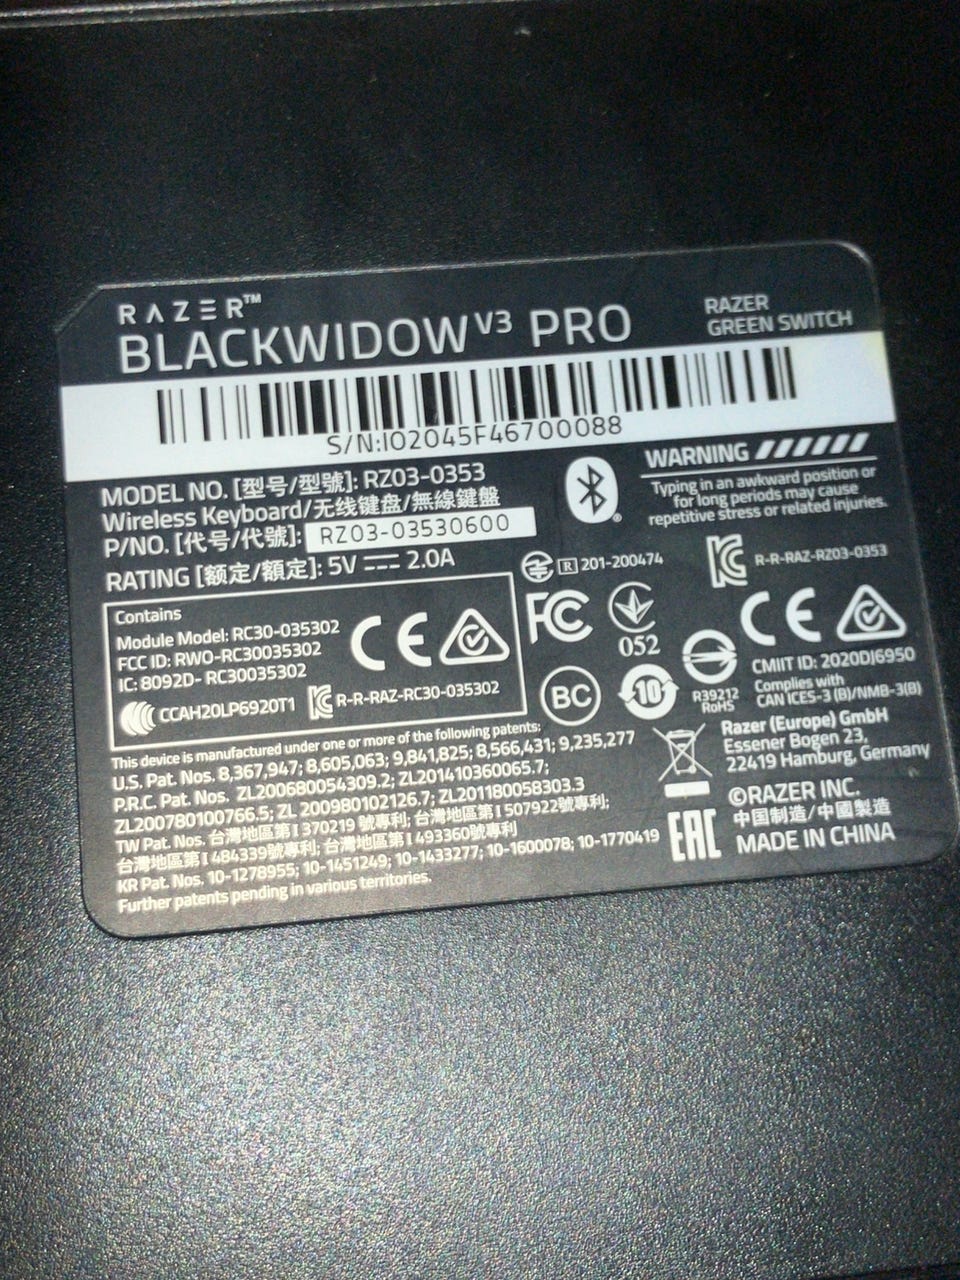 RAZER™
BLACKWIDOW V3 PRO
RAZER
GREEN SWITCH
S/N:IO2045F46700088
MODEL NO. [型号/型號]: RZ03-0353
Wireless Keyboard/无线键盘/無線鍵盤
P/NO. [代号/代號]: RZ03-03530600
RATING [额定/額定]: 5V ⎓ 2.0A
WARNING
Typing in an awkward position or
for long periods may cause
repetitive stress or related injuries.
R 201-200474
R-R-RAZ-RZ03-0353
Contains
Module Model: RC30-035302
FCC ID: RWO-RC30035302
IC: 8092D- RC30035302
CCAH20LP6920T1
R-R-RAZ-RC30-035302
CE
FC
052
BC
10
R39212
RoHS
CE
CMIIT ID: 2020DJ6950
Complies with
CAN ICES-3 (B)/NMB-3(B)
This device is manufactured under one or more of the following patents:
U.S. Pat. Nos. 8,367,947; 8,605,063; 9,841,825; 8,566,431; 9,235,277
P.R.C. Pat. Nos. ZL200680054309.2; ZL201410360065.7;
ZL200780100766.5; ZL 200980102126.7; ZL201180058303.3
TW Pat. Nos. 台灣地區第I 370219 號專利; 台灣地區第I 507922號專利;
台灣地區第I 484339號專利; 台灣地區第I 493360號專利
KR Pat. Nos. 10-1278955; 10-1451249; 10-1433277; 10-1600078; 10-1770419
Further patents pending in various territories.
Razer (Europe) GmbH
Essener Bogen 23,
22419 Hamburg, Germany
EAC
©RAZER INC.
中国制造/中國製造
MADE IN CHINA